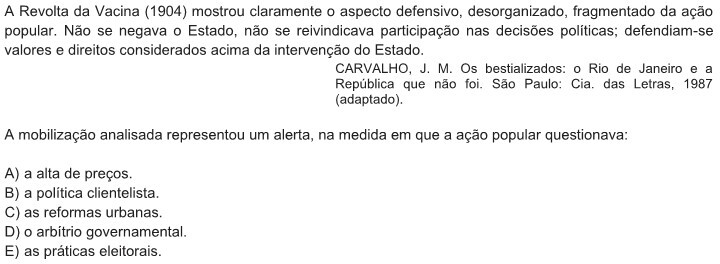 A Revolta da Vacina (1904) mostrou claramente o aspecto defensivo, desorganizado, fragmentado da ação
popular. Não se negava o Estado, não se reivindicava participação nas decisões políticas; defendiam-se
valores e direitos considerados acima da intervenção do Estado.
CARVALHO, J. M. Os bestializados: o Rio de Janeiro e a
República que não foi. São Paulo: Cia. das Letras, 1987
(adaptado).
A mobilização analisada representou um alerta, na medida em que a ação popular questionava:
A) a alta de preços.
B) a política clientelista.
C) as reformas urbanas.
D) o arbítrio governamental.
E) as práticas eleitorais.